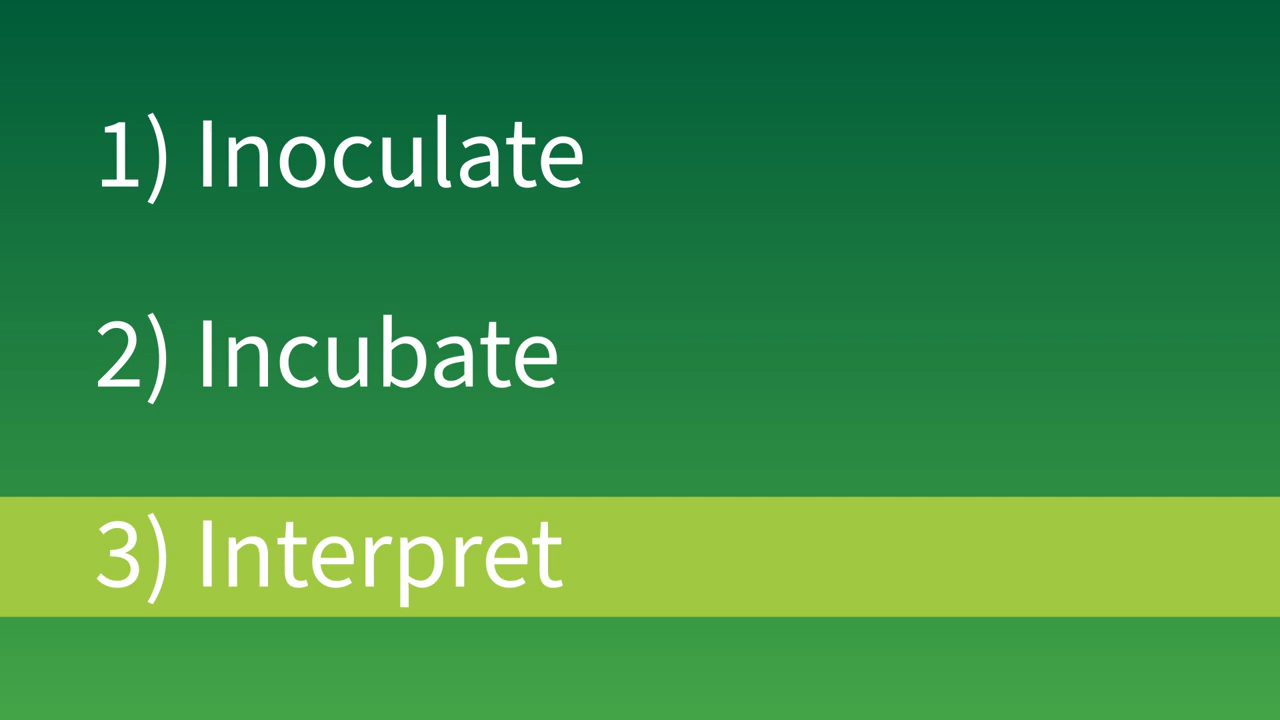 1) Inoculate
2) Incubate
3) Interpret